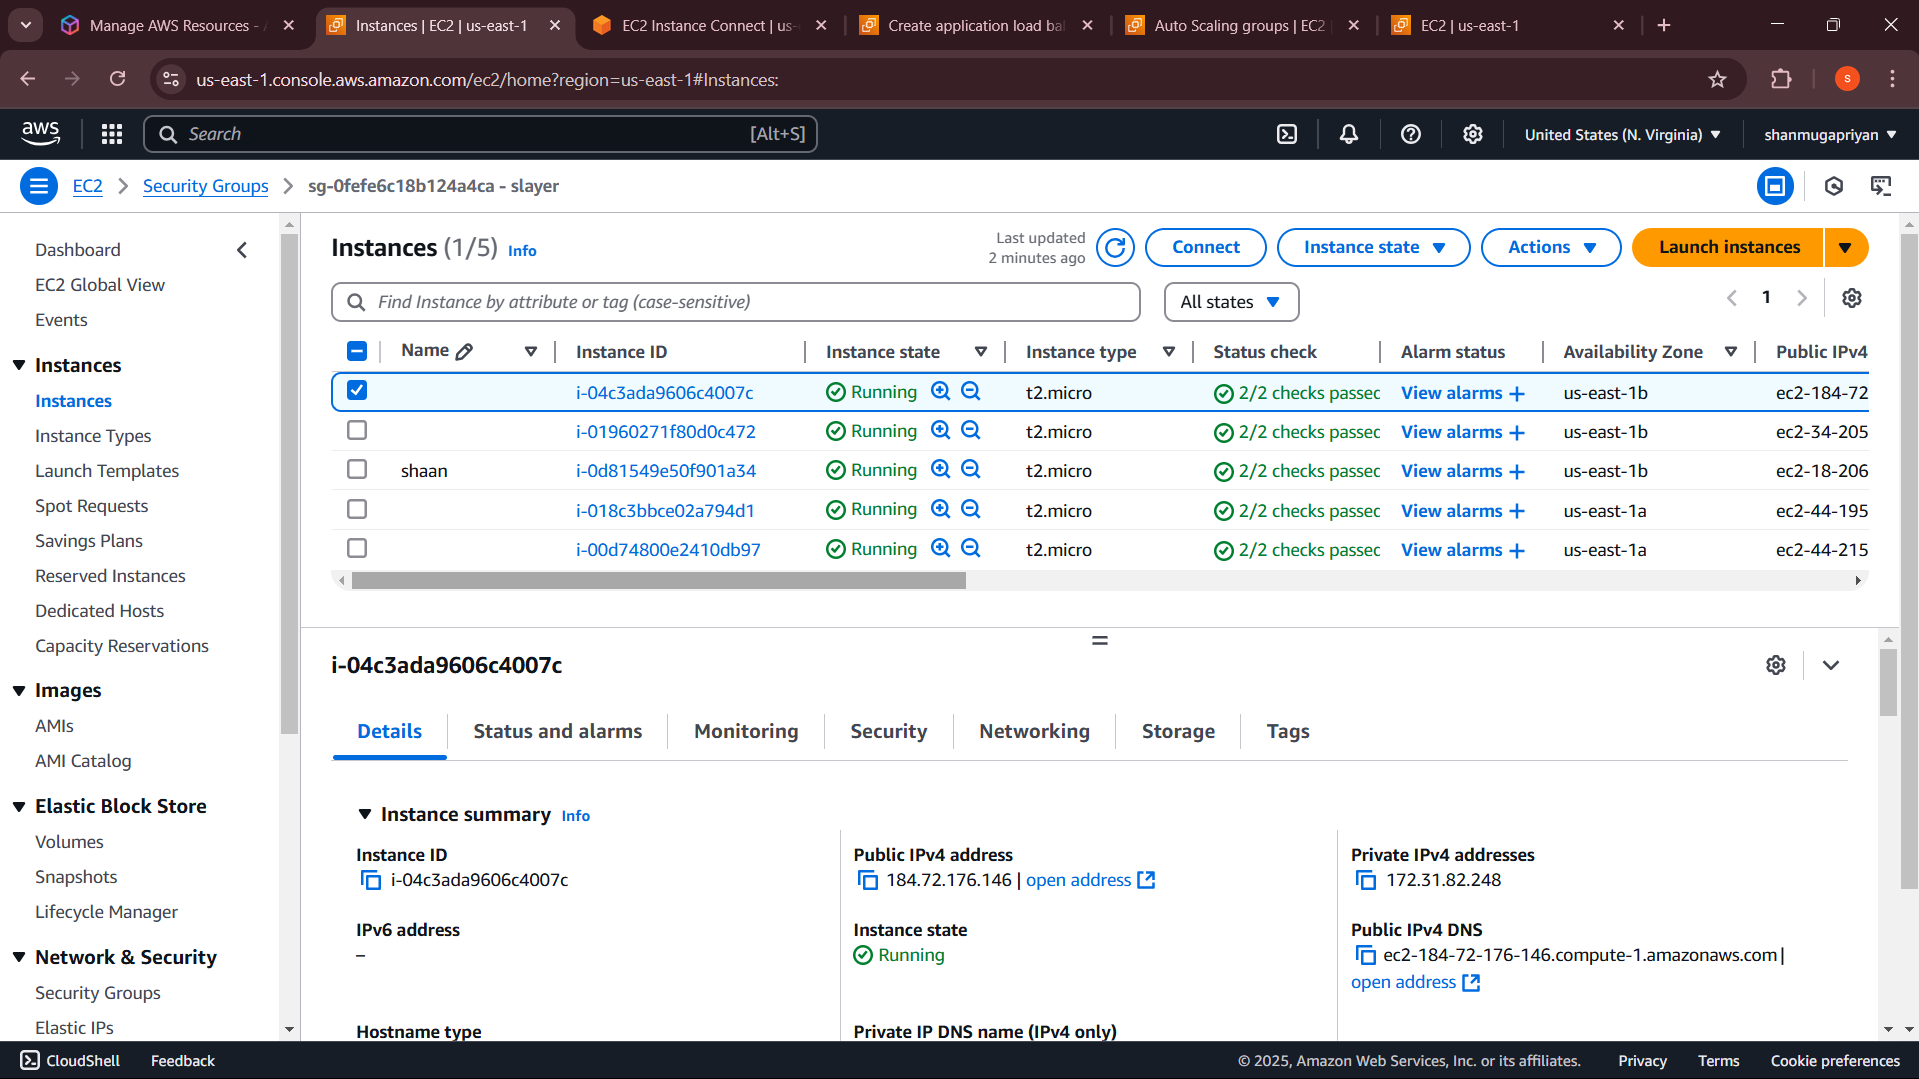 Manage AWS Resources - A
Instances | EC2 | us-east-1
EC2 Instance Connect | us-
Create application load bal
Auto Scaling groups | EC2
EC2 | us-east-1
us-east-1.console.aws.amazon.com/ec2/home?region=us-east-1#Instances:
S
aws
Search
[Alt+S]
United States (N. Virginia)
shanmugapriyan
EC2
Security Groups
sg-0fefe6c18b124a4ca - slayer
Dashboard
EC2 Global View
Events
Instances
Instances
Instance Types
Launch Templates
Spot Requests
Savings Plans
Reserved Instances
Dedicated Hosts
Capacity Reservations
Images
AMIs
AMI Catalog
Elastic Block Store
Volumes
Snapshots
Lifecycle Manager
Network & Security
Security Groups
Elastic IPs
Instances (1/5) Info
Last updated
2 minutes ago
Connect
Instance state
Actions
Launch instances
Find Instance by attribute or tag (case-sensitive)
All states
1
Name Instance ID Instance state Instance type Status check Alarm status Availability Zone Public IPv4
i-04c3ada9606c4007c Running t2.micro 2/2 checks passec View alarms + us-east-1b ec2-184-72
i-01960271f80d0c472 Running t2.micro 2/2 checks passec View alarms + us-east-1b ec2-34-205
shaan i-0d81549e50f901a34 Running t2.micro 2/2 checks passec View alarms + us-east-1b ec2-18-206
i-018c3bbce02a794d1 Running t2.micro 2/2 checks passec View alarms + us-east-1a ec2-44-195
i-00d74800e2410db97 Running t2.micro 2/2 checks passec View alarms + us-east-1a ec2-44-215
i-04c3ada9606c4007c
Details
Status and alarms
Monitoring
Security
Networking
Storage
Tags
Instance summary Info
Instance ID
i-04c3ada9606c4007c
Public IPv4 address
184.72.176.146 | open address
Private IPv4 addresses
172.31.82.248
IPv6 address
–
Instance state
Running
Public IPv4 DNS
ec2-184-72-176-146.compute-1.amazonaws.com |
open address
Hostname type
Private IP DNS name (IPv4 only)
CloudShell
Feedback
© 2025, Amazon Web Services, Inc. or its affiliates.
Privacy
Terms
Cookie preferences